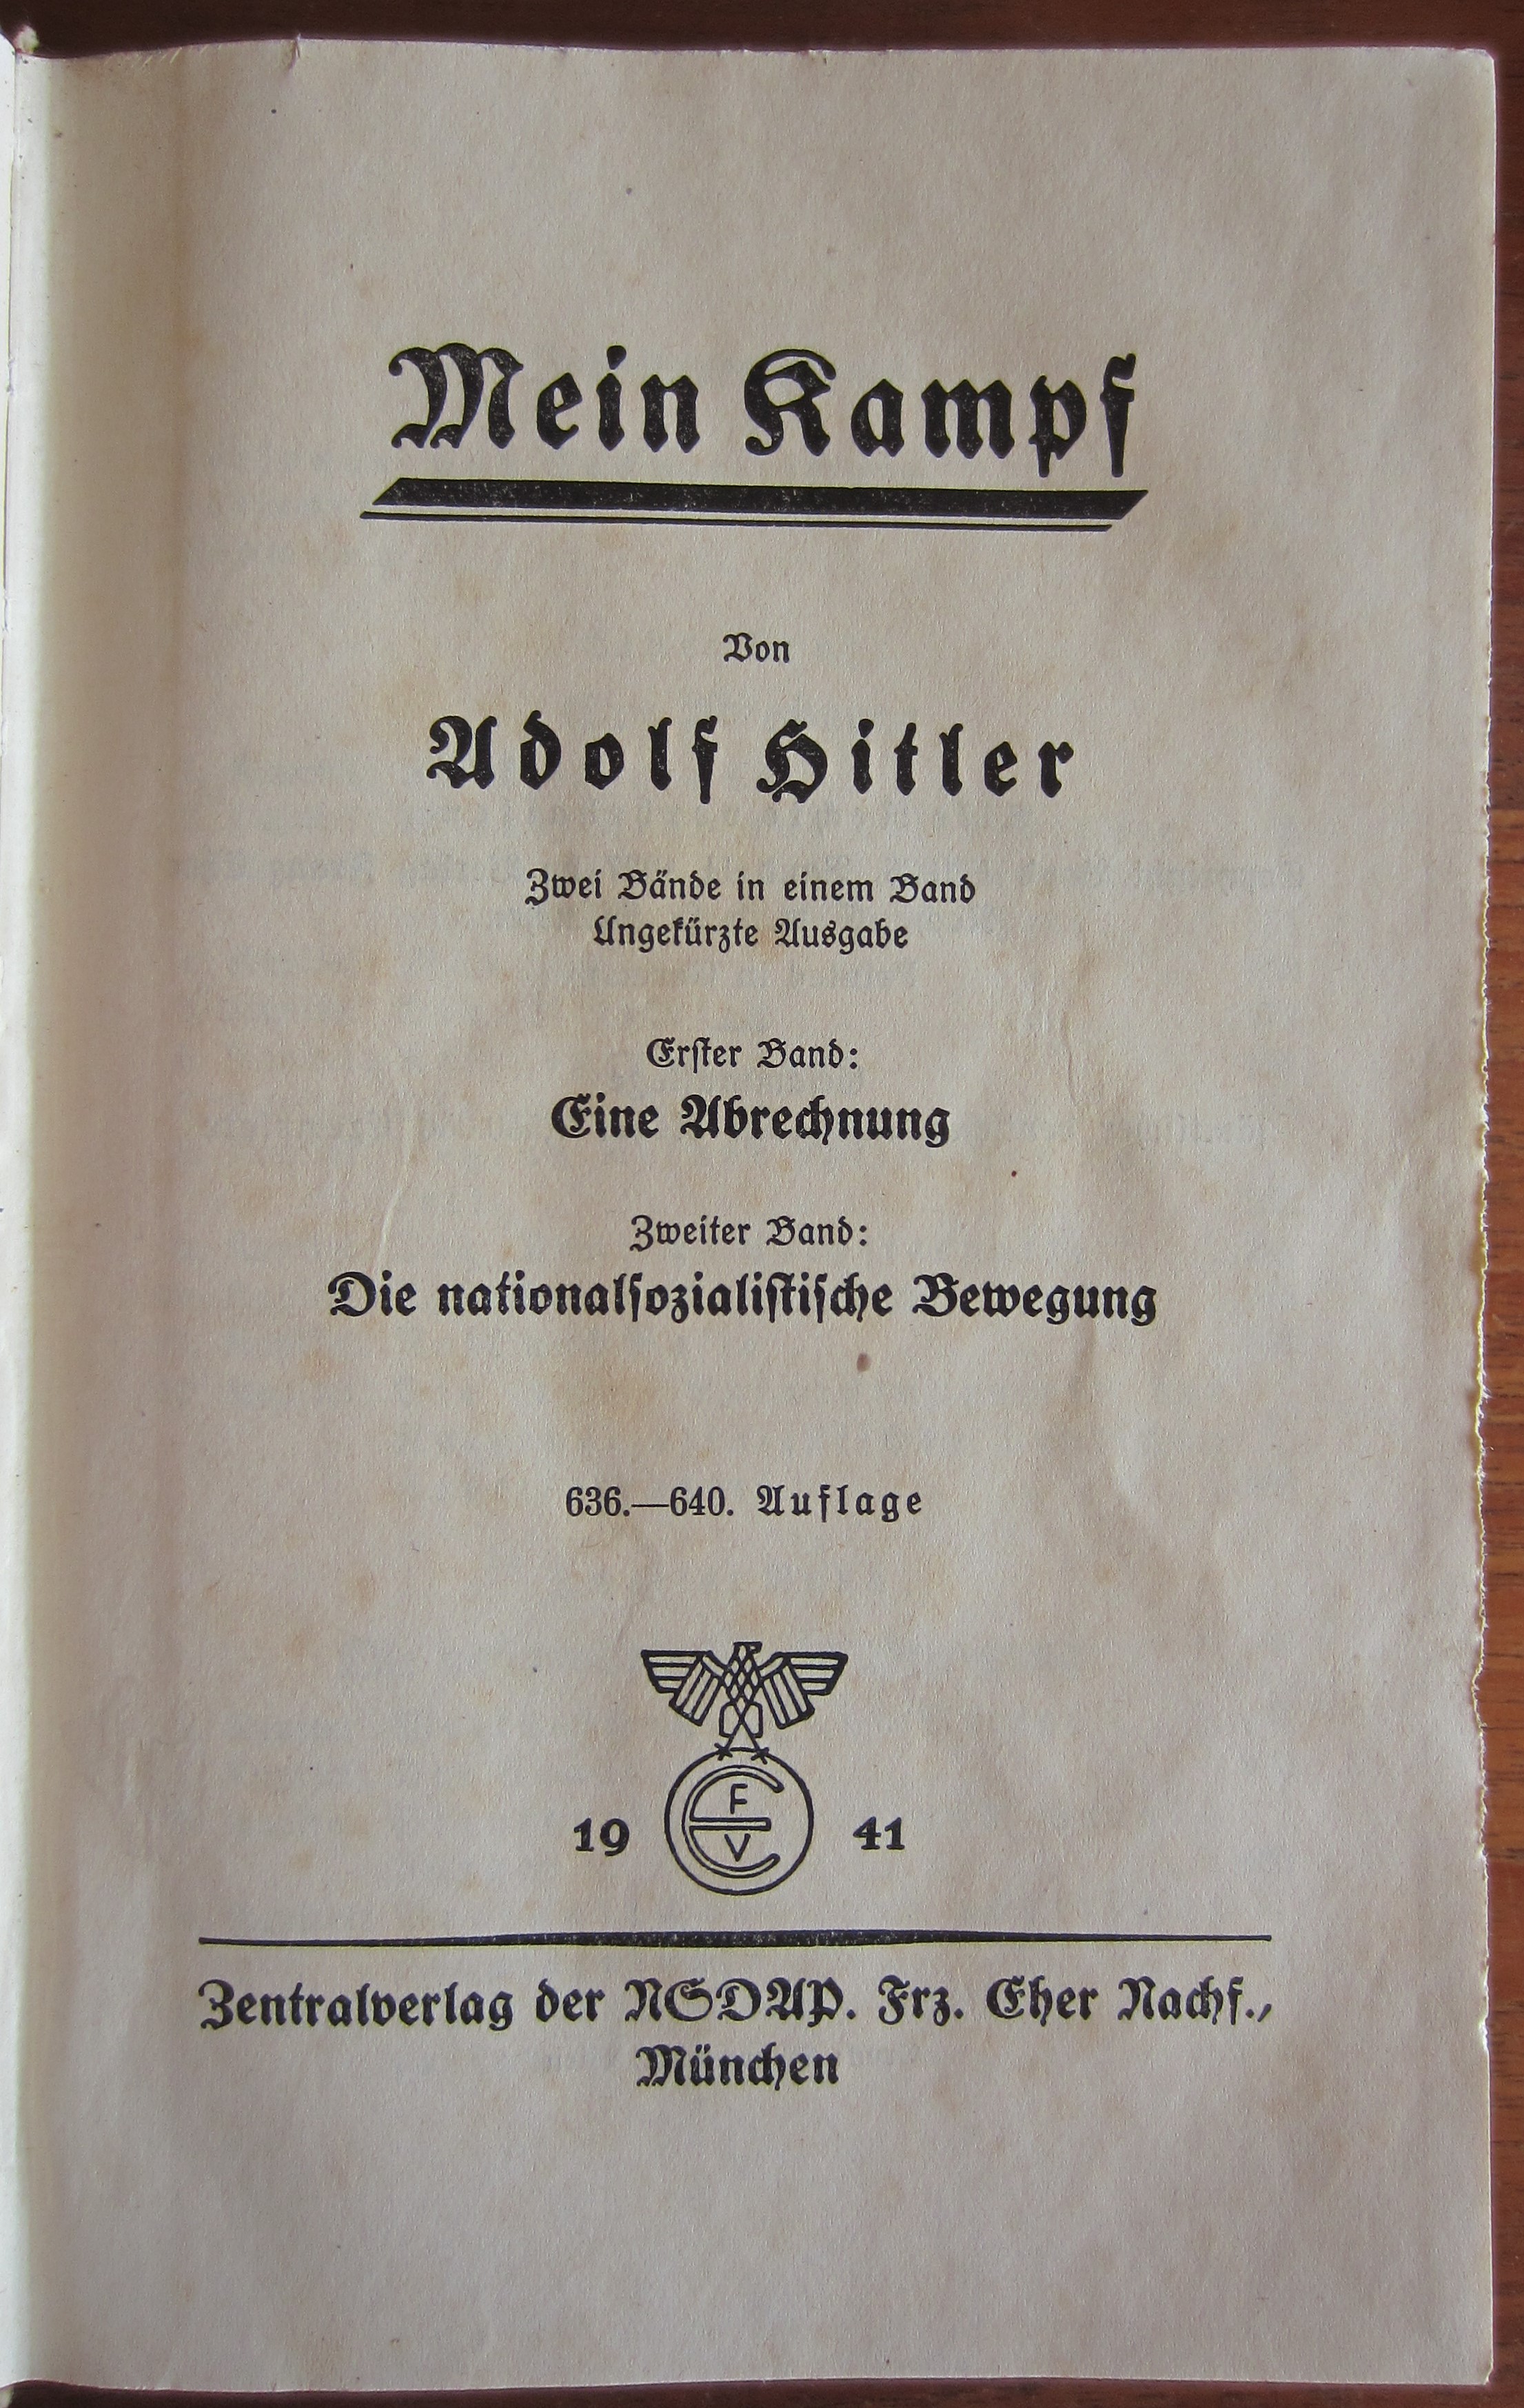 Mein Kampf
Von
Adolf Hitler
Zwei Bände in einem Band
Ungekürzte Ausgabe
Erſter Band:
Eine Abrechnung
Zweiter Band:
Die nationalſozialiſtiſche Bewegung
636.—640. Auflage
F
E
V
19 41
Zentralverlag der NSDAP. Frz. Eher Nachf.,
München